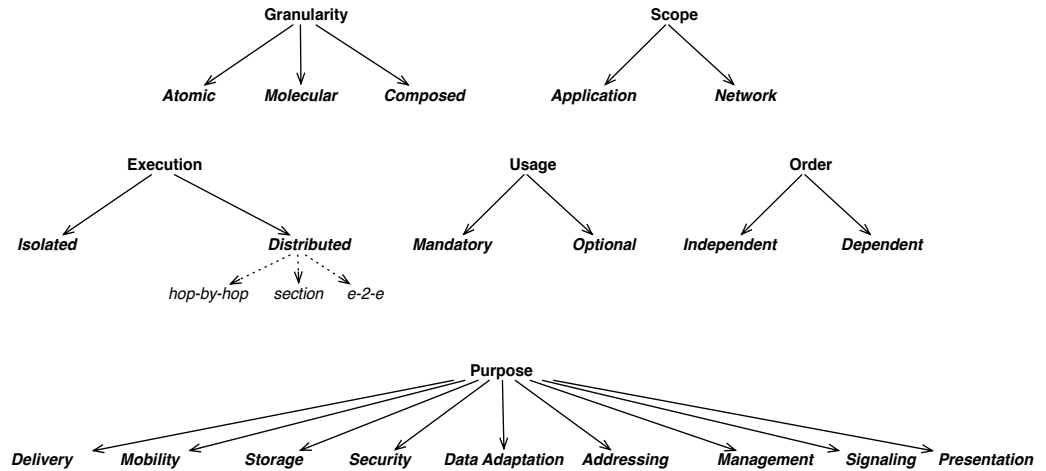 Granularity Scope
Atomic Molecular Composed Application Network
Execution Usage Order
Isolated Distributed Mandatory Optional Independent Dependent
hop-by-hop section e-2-e
Purpose
Delivery Mobility Storage Security Data Adaptation Addressing Management Signaling Presentation